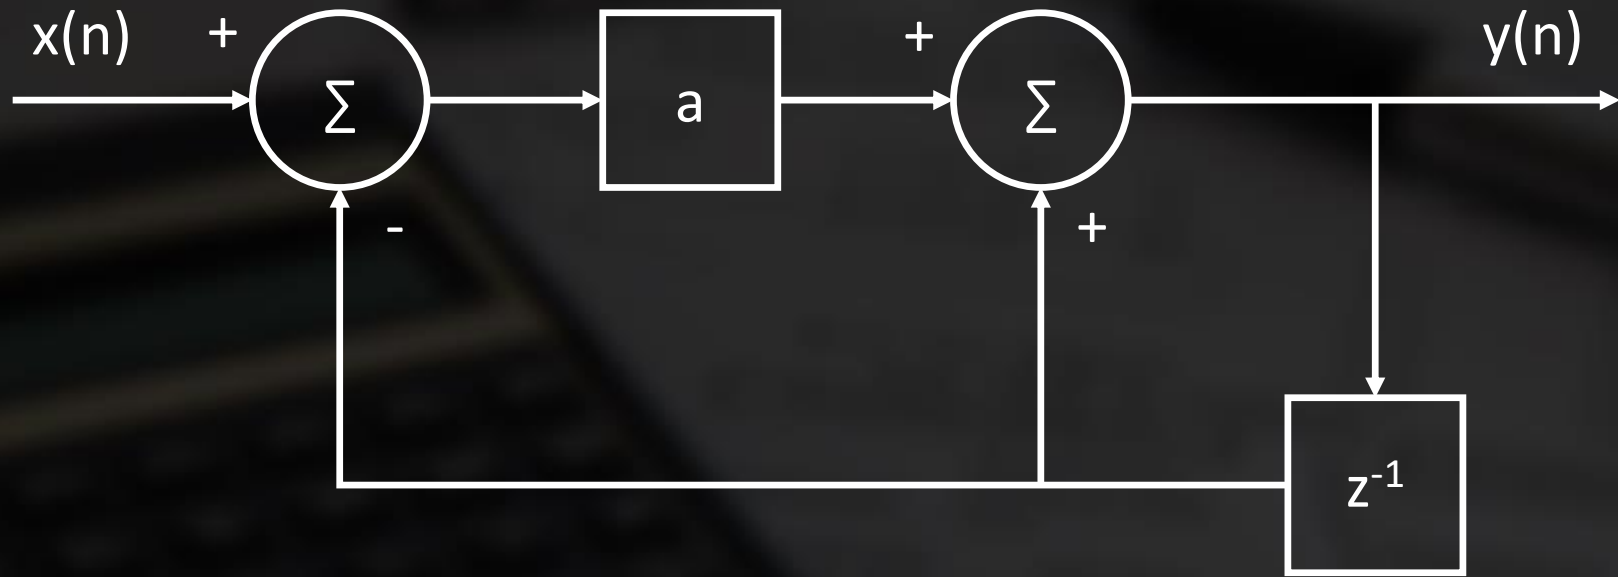 x(n)
+
y(n)
+
∑
a
∑
-
+
z⁻¹